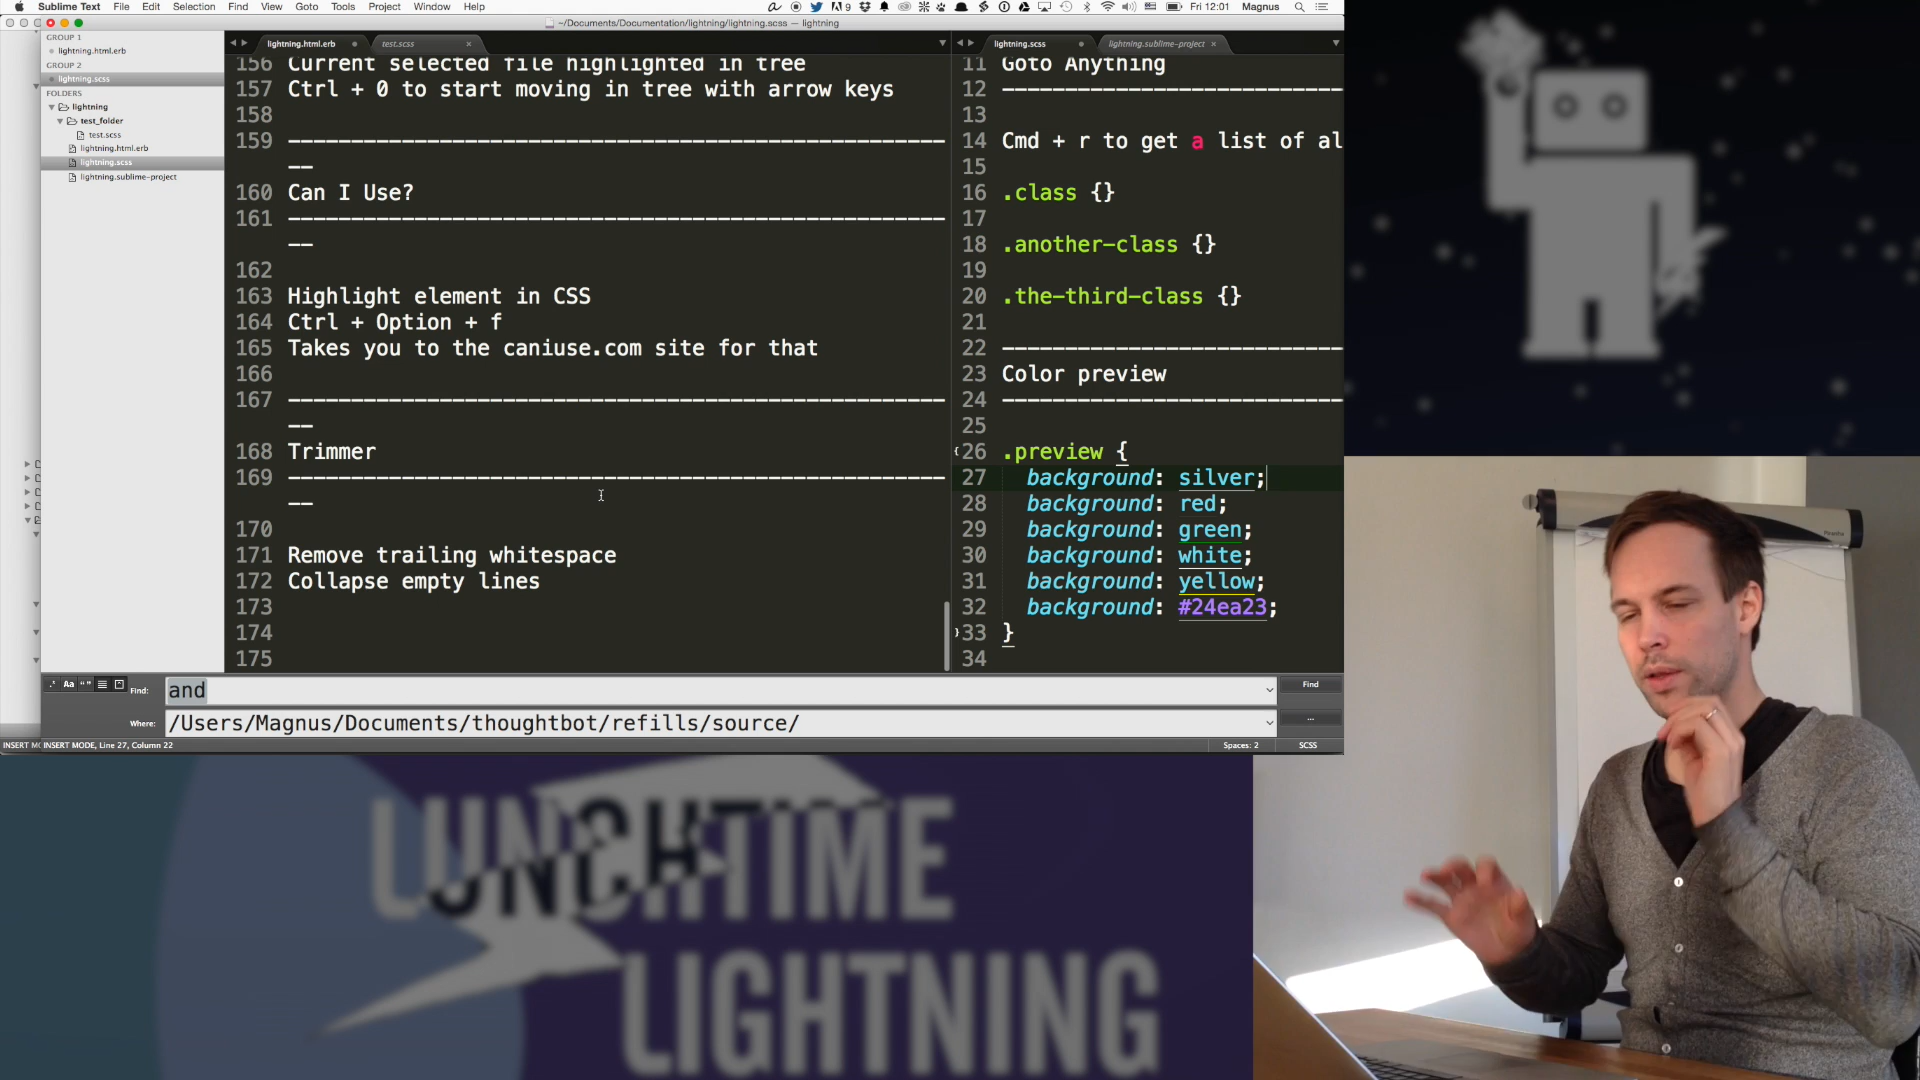 Sublime Text File Edit Selection Find View Goto Tools Project Window Help
9 Fri 12:01 Magnus
~/Documents/Documentation/lightning/lightning.scss — lightning
GROUP 1
lightning.html.erb
GROUP 2
lightning.scss
FOLDERS
lightning
test_folder
test.scss
lightning.html.erb
lightning.scss
lightning.sublime-project
lightning.html.erb
test.scss
156 Current selected file highlighted in tree
157 Ctrl + 0 to start moving in tree with arrow keys
158
159 ----------------------------------------------------
--
160 Can I Use?
161 ----------------------------------------------------
--
162
163 Highlight element in CSS
164 Ctrl + Option + f
165 Takes you to the caniuse.com site for that
166
167 ----------------------------------------------------
--
168 Trimmer
169 ----------------------------------------------------
--
170
171 Remove trailing whitespace
172 Collapse empty lines
173
174
175
lightning.scss
lightning.sublime-project
11 Goto Anything
12 ---------------------------
13
14 Cmd + r to get a list of al
15
16 .class {}
17
18 .another-class {}
19
20 .the-third-class {}
21
22 ---------------------------
23 Color preview
24 ---------------------------
25
26 .preview {
27 background: silver;
28 background: red;
29 background: green;
30 background: white;
31 background: yellow;
32 background: #24ea23;
33 }
34
.* Aa “”
Find: and
Find
Where: /Users/Magnus/Documents/thoughtbot/refills/source/
...
INSERT MO INSERT MODE, Line 27, Column 22
Spaces: 2
SCSS
LUNCHTIME
LIGHTNING